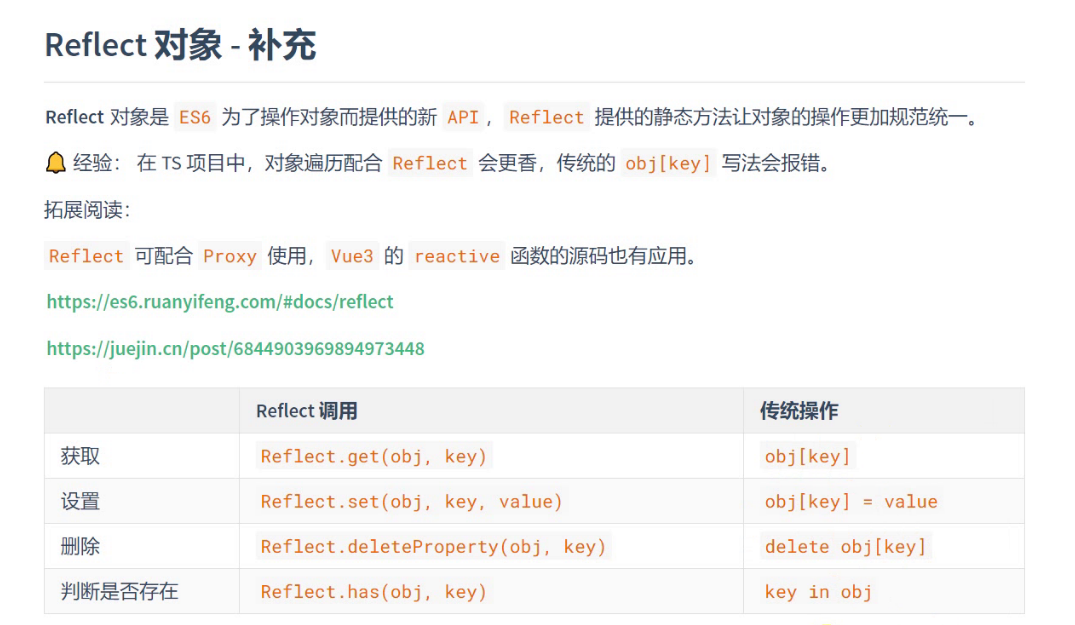 Reflect 对象 - 补充
Reflect 对象是 ES6 为了操作对象而提供的新 API ，Reflect 提供的静态方法让对象的操作更加规范统一。
🔔 经验： 在 TS 项目中，对象遍历配合 Reflect 会更香，传统的 obj[key] 写法会报错。
拓展阅读：
Reflect 可配合 Proxy 使用，Vue3 的 reactive 函数的源码也有应用。
https://es6.ruanyifeng.com/#docs/reflect
https://juejin.cn/post/6844903969894973448
Reflect 调用 传统操作
获取 Reflect.get(obj, key) obj[key]
设置 Reflect.set(obj, key, value) obj[key] = value
删除 Reflect.deleteProperty(obj, key) delete obj[key]
判断是否存在 Reflect.has(obj, key) key in obj